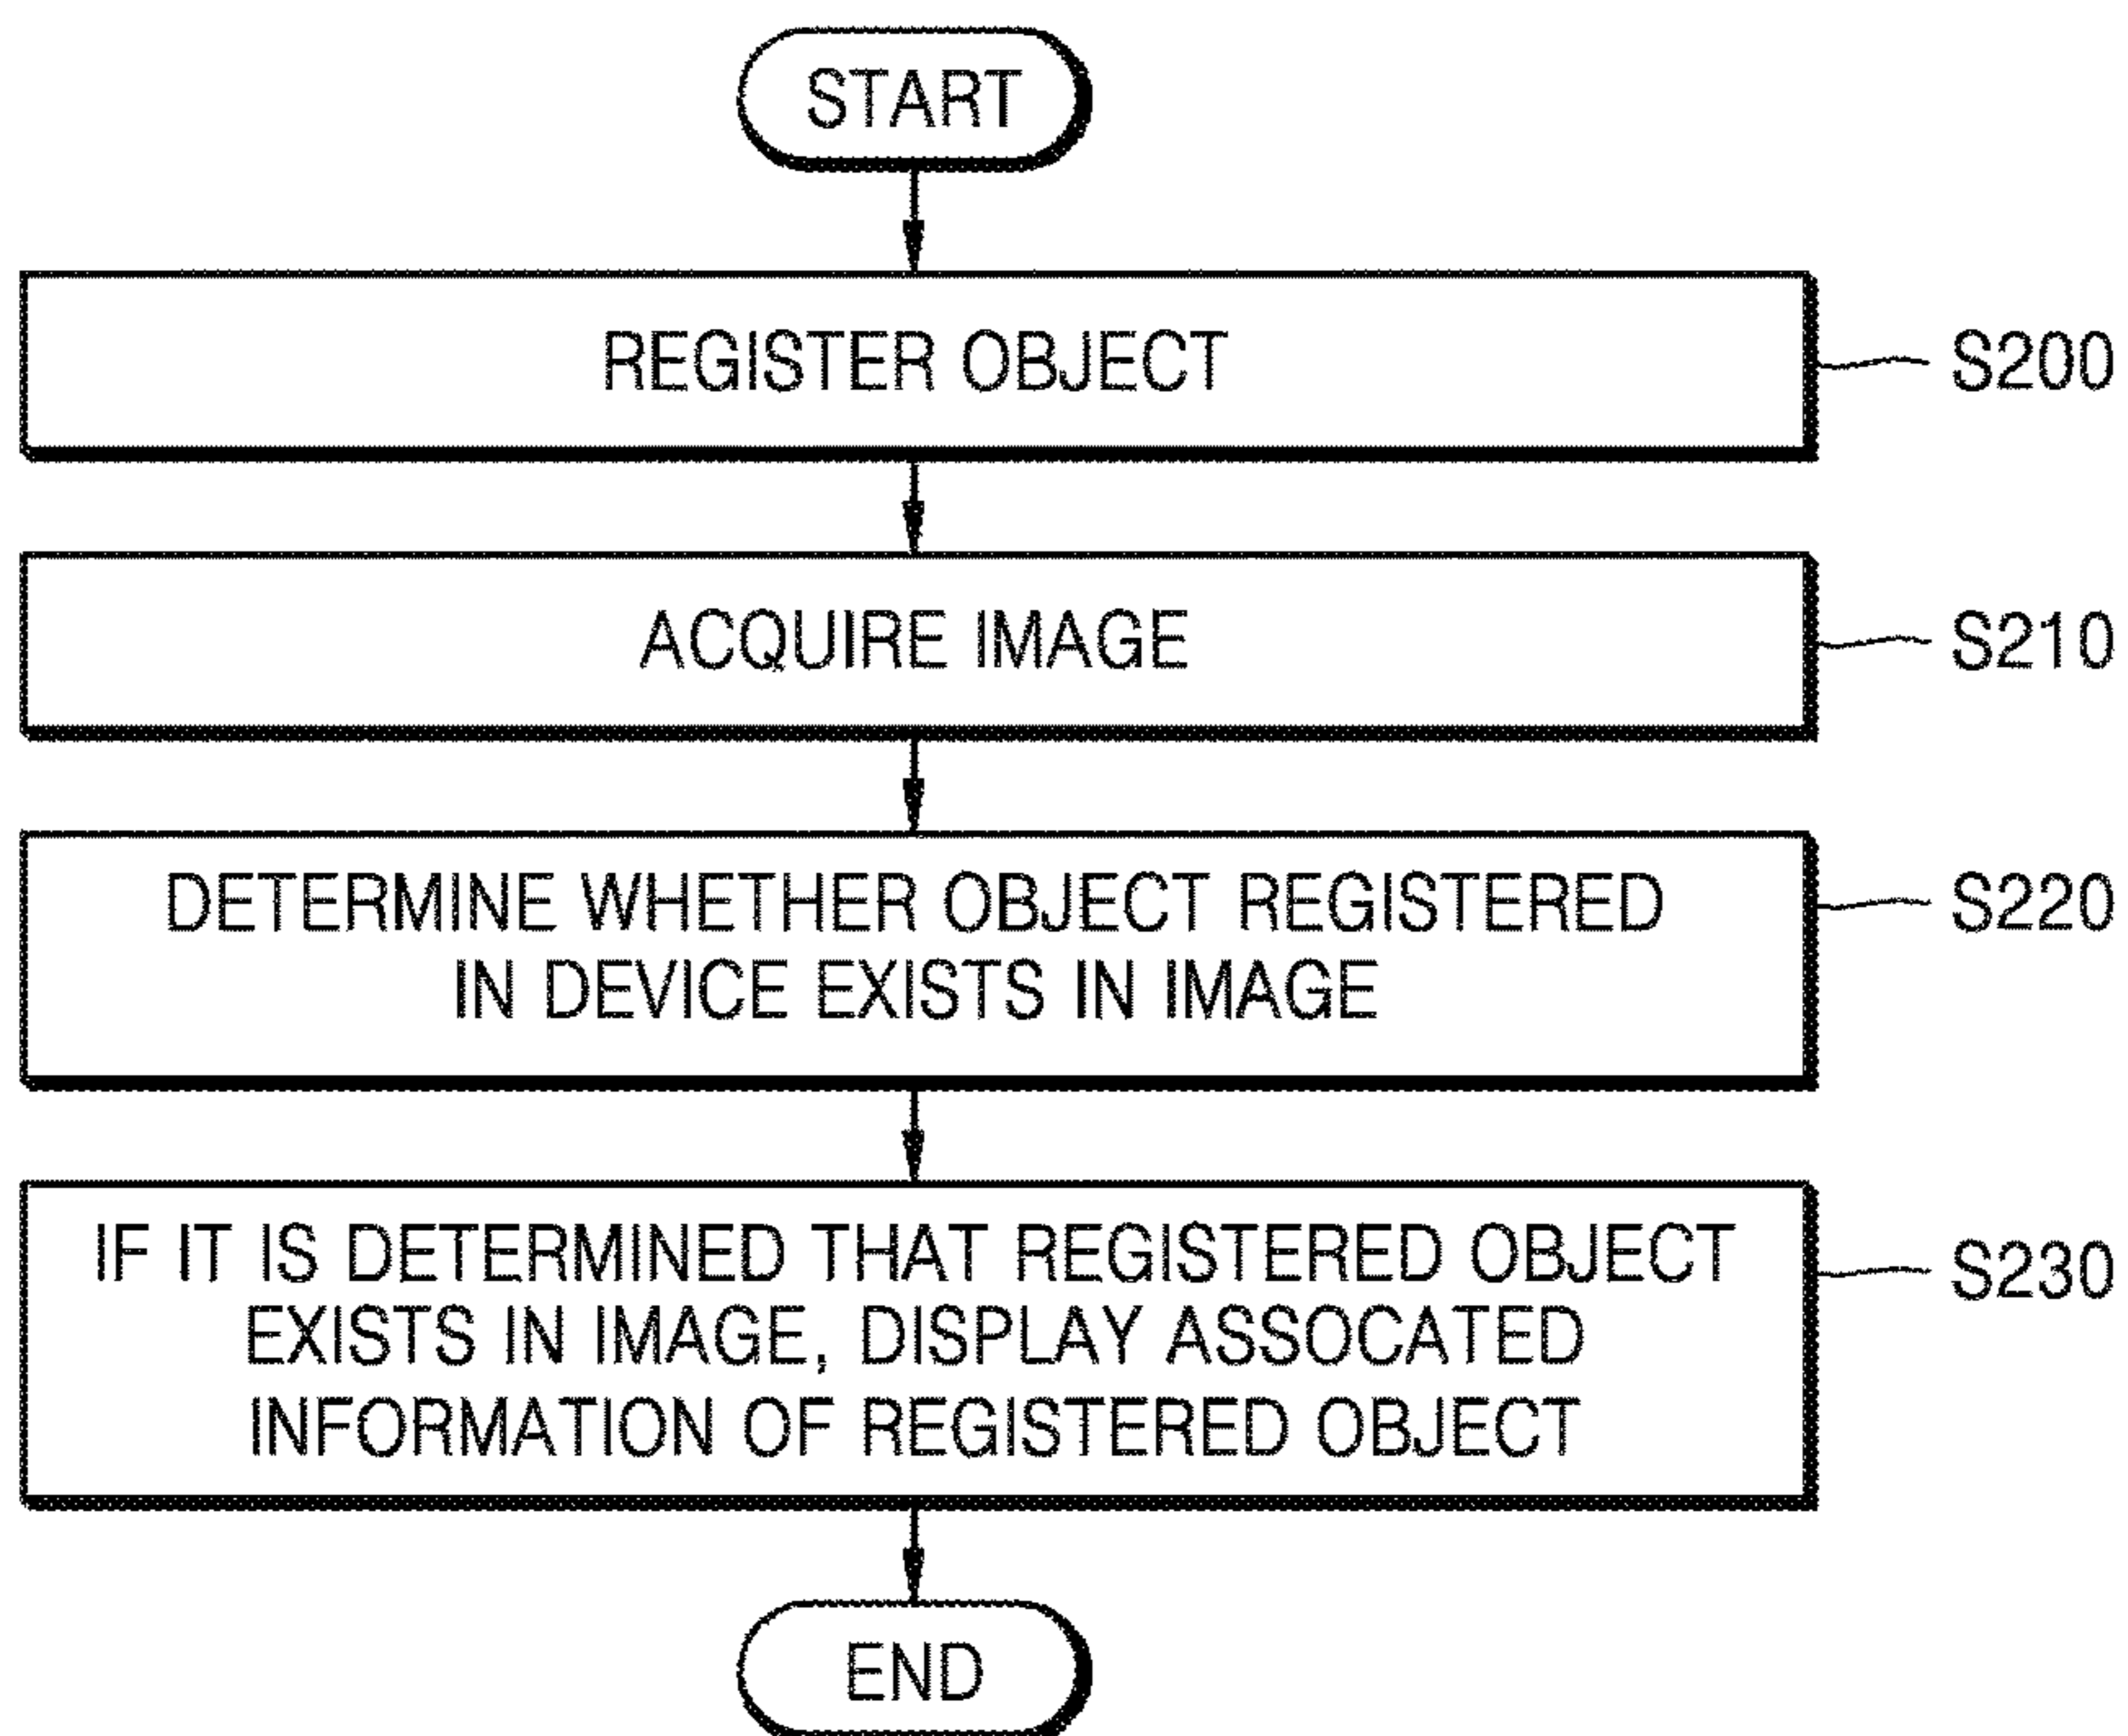 START
REGISTER OBJECT
S200
ACQUIRE IMAGE
S210
DETERMINE WHETHER OBJECT REGISTERED
IN DEVICE EXISTS IN IMAGE
S220
IF IT IS DETERMINED THAT REGISTERED OBJECT
EXISTS IN IMAGE, DISPLAY ASSOCATED
INFORMATION OF REGISTERED OBJECT
S230
END